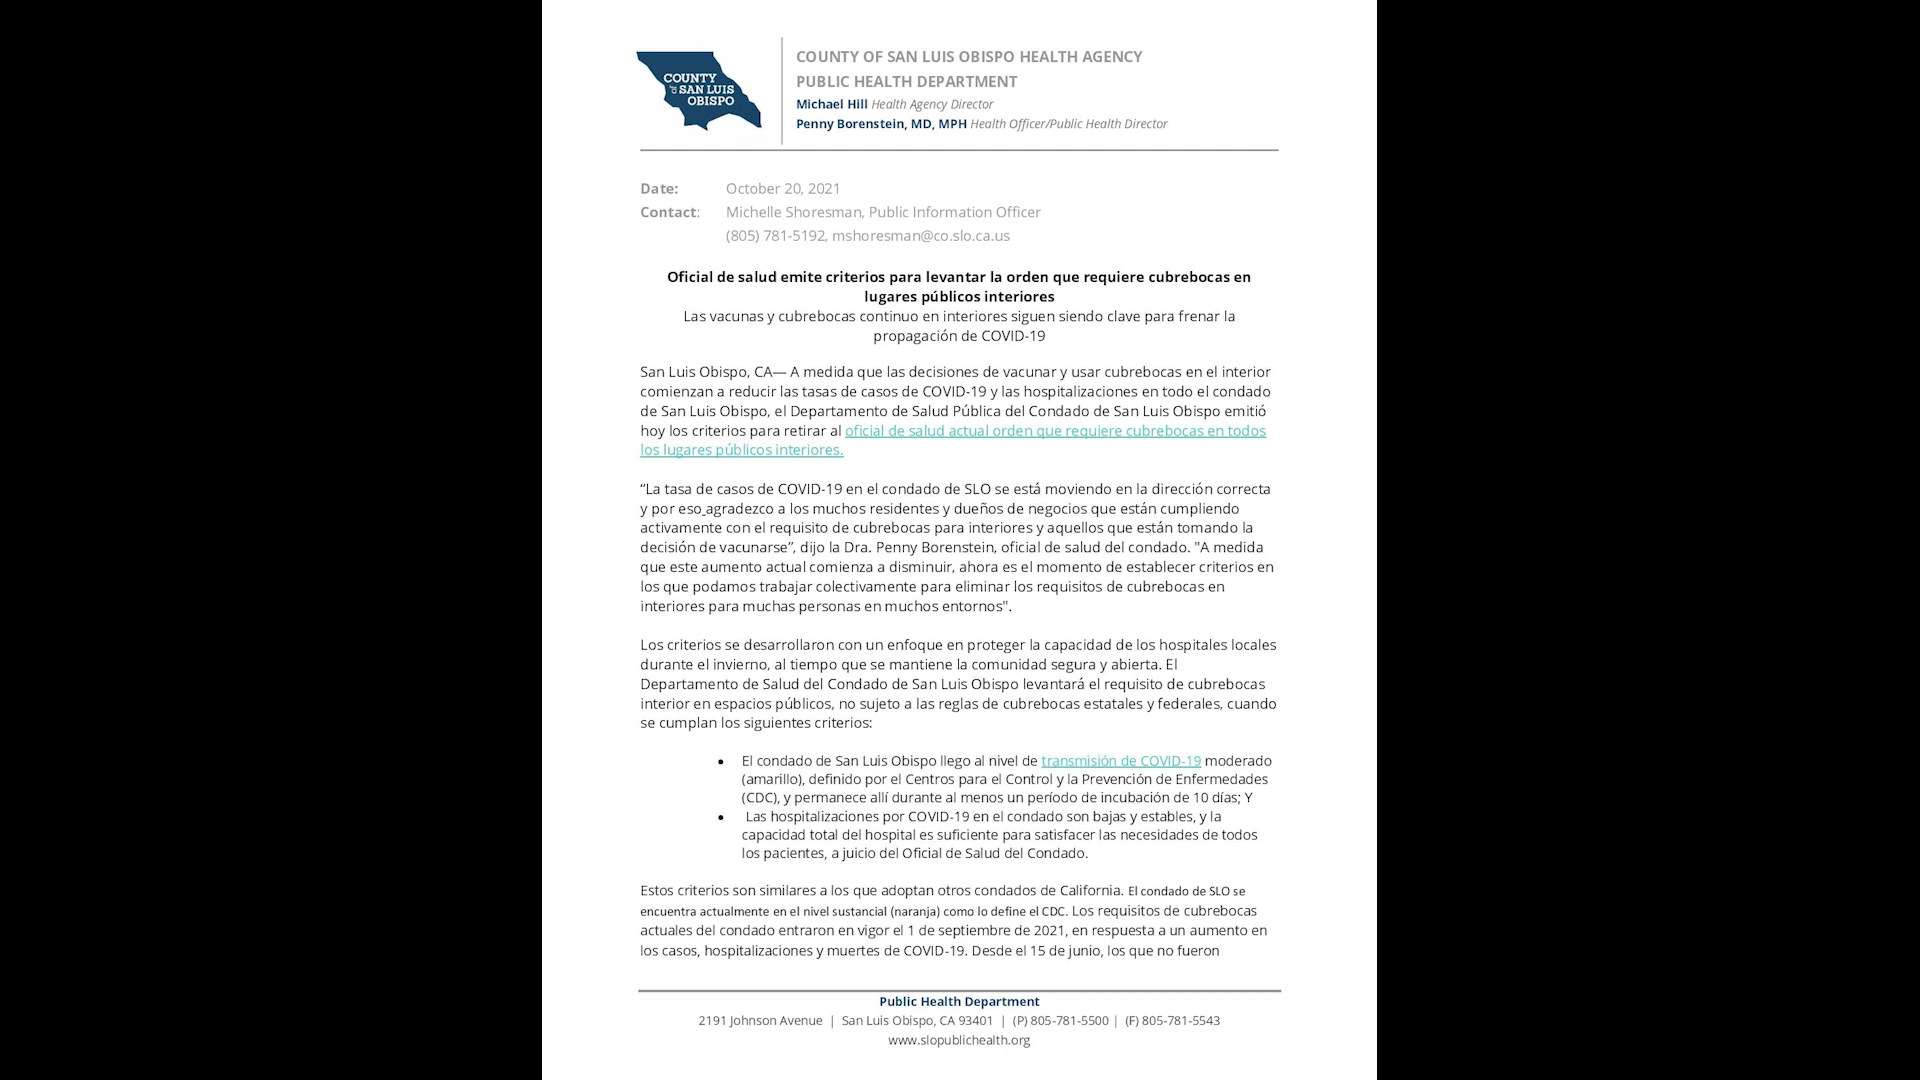 COUNTY
OF SAN LUIS
OBISPO
COUNTY OF SAN LUIS OBISPO HEALTH AGENCY
PUBLIC HEALTH DEPARTMENT
Michael Hill Health Agency Director
Penny Borenstein, MD, MPH Health Officer/Public Health Director
Date: October 20, 2021
Contact: Michelle Shoresman, Public Information Officer
(805) 781-5192, mshoresman@co.slo.ca.us
Oficial de salud emite criterios para levantar la orden que requiere cubrebocas en
lugares públicos interiores
Las vacunas y cubrebocas continuo en interiores siguen siendo clave para frenar la
propagación de COVID-19
San Luis Obispo, CA— A medida que las decisiones de vacunar y usar cubrebocas en el interior
comienzan a reducir las tasas de casos de COVID-19 y las hospitalizaciones en todo el condado
de San Luis Obispo, el Departamento de Salud Pública del Condado de San Luis Obispo emitió
hoy los criterios para retirar al oficial de salud actual orden que requiere cubrebocas en todos
los lugares públicos interiores.
“La tasa de casos de COVID-19 en el condado de SLO se está moviendo en la dirección correcta
y por eso agradezco a los muchos residentes y dueños de negocios que están cumpliendo
activamente con el requisito de cubrebocas para interiores y aquellos que están tomando la
decisión de vacunarse”, dijo la Dra. Penny Borenstein, oficial de salud del condado. "A medida
que este aumento actual comienza a disminuir, ahora es el momento de establecer criterios en
los que podamos trabajar colectivamente para eliminar los requisitos de cubrebocas en
interiores para muchas personas en muchos entornos".
Los criterios se desarrollaron con un enfoque en proteger la capacidad de los hospitales locales
durante el invierno, al tiempo que se mantiene la comunidad segura y abierta. El
Departamento de Salud del Condado de San Luis Obispo levantará el requisito de cubrebocas
interior en espacios públicos, no sujeto a las reglas de cubrebocas estatales y federales, cuando
se cumplan los siguientes criterios:
• El condado de San Luis Obispo llego al nivel de transmisión de COVID-19 moderado
(amarillo), definido por el Centros para el Control y la Prevención de Enfermedades
(CDC), y permanece allí durante al menos un período de incubación de 10 días; Y
• Las hospitalizaciones por COVID-19 en el condado son bajas y estables, y la
capacidad total del hospital es suficiente para satisfacer las necesidades de todos
los pacientes, a juicio del Oficial de Salud del Condado.
Estos criterios son similares a los que adoptan otros condados de California. El condado de SLO se
encuentra actualmente en el nivel sustancial (naranja) como lo define el CDC. Los requisitos de cubrebocas
actuales del condado entraron en vigor el 1 de septiembre de 2021, en respuesta a un aumento en
los casos, hospitalizaciones y muertes de COVID-19. Desde el 15 de junio, los que no fueron
Public Health Department
2191 Johnson Avenue | San Luis Obispo, CA 93401 | (P) 805-781-5500 | (F) 805-781-5543
www.slopublichealth.org